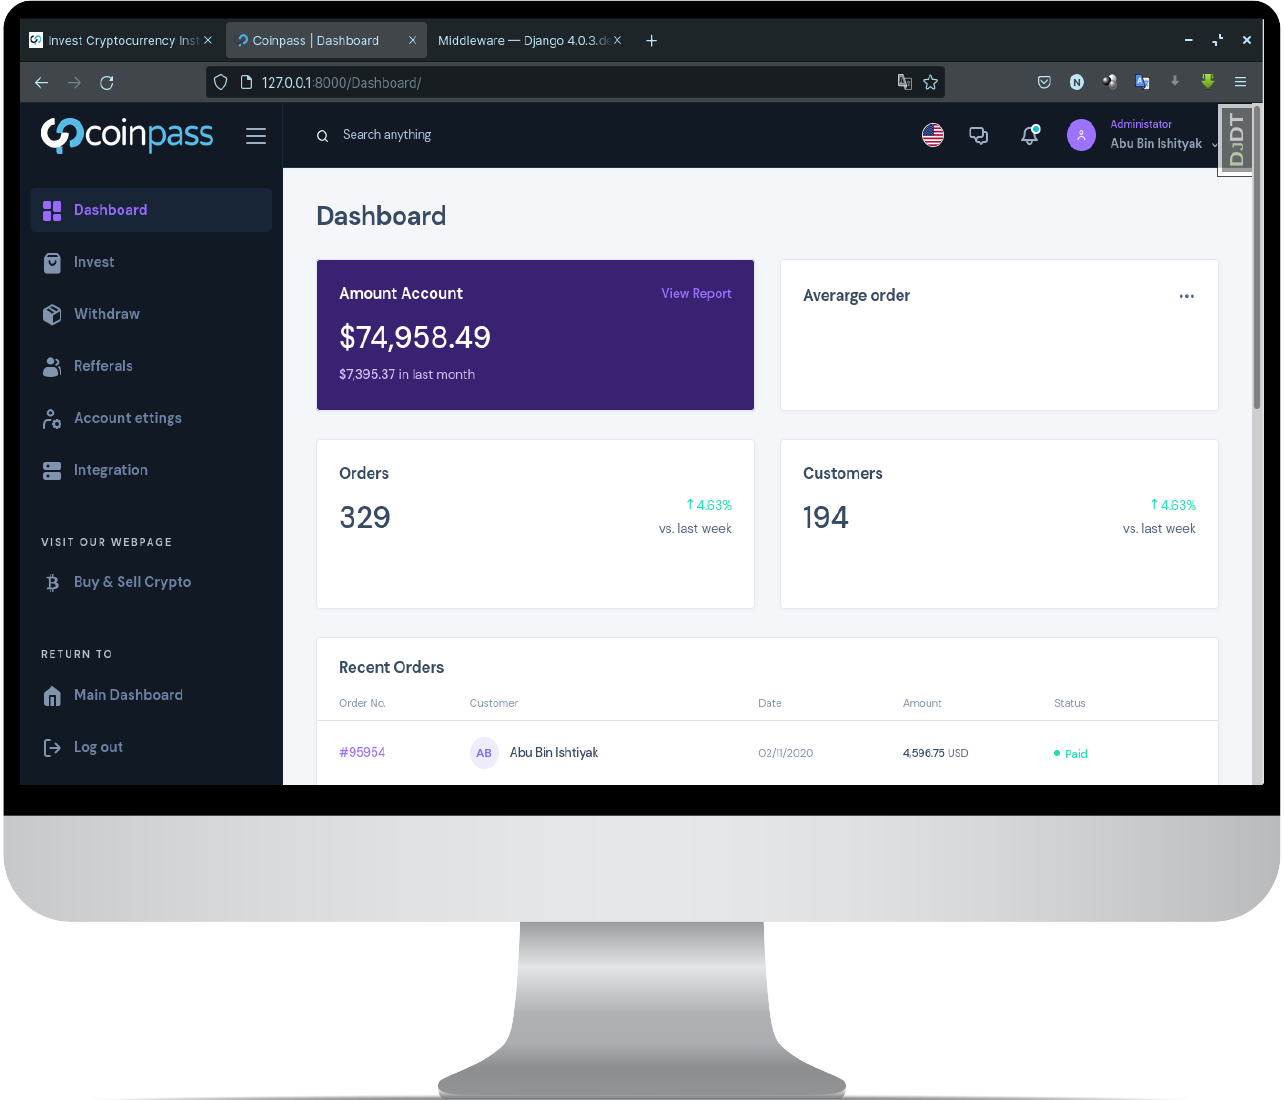 Invest Cryptocurrency Inst
Coinpass | Dashboard
Middleware — Django 4.0.3.de
127.0.0.1:8000/Dashboard/
coinpass
Search anything
Administator
Abu Bin Ishityak
DJDT
Dashboard
Invest
Withdraw
Refferals
Account ettings
Integration
VISIT OUR WEBPAGE
Buy & Sell Crypto
RETURN TO
Main Dashboard
Log out
Dashboard
Amount Account
View Report
$74,958.49
$7,395.37 in last month
Averarge order
Orders
329
↑ 4.63%
vs. last week
Customers
194
↑ 4.63%
vs. last week
Recent Orders
Order No. Customer Date Amount Status
#95954 AB Abu Bin Ishtiyak 02/11/2020 4,596.75 USD Paid